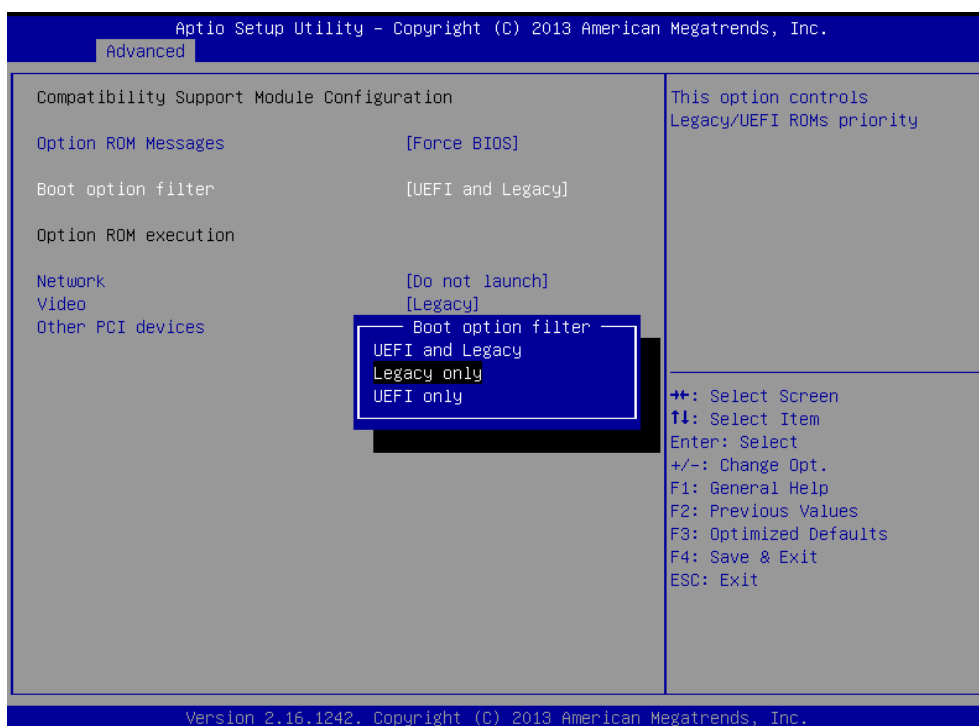 Aptio Setup Utility – Copyright (C) 2013 American Megatrends, Inc.
Advanced
Compatibility Support Module Configuration
Option ROM Messages [Force BIOS]
Boot option filter [UEFI and Legacy]
Option ROM execution
Network [Do not launch]
Video [Legacy]
Other PCI devices
Boot option filter
UEFI and Legacy
Legacy only
UEFI only
This option controls
Legacy/UEFI ROMs priority
→←: Select Screen
↑↓: Select Item
Enter: Select
+/-: Change Opt.
F1: General Help
F2: Previous Values
F3: Optimized Defaults
F4: Save & Exit
ESC: Exit
Version 2.16.1242. Copyright (C) 2013 American Megatrends, Inc.